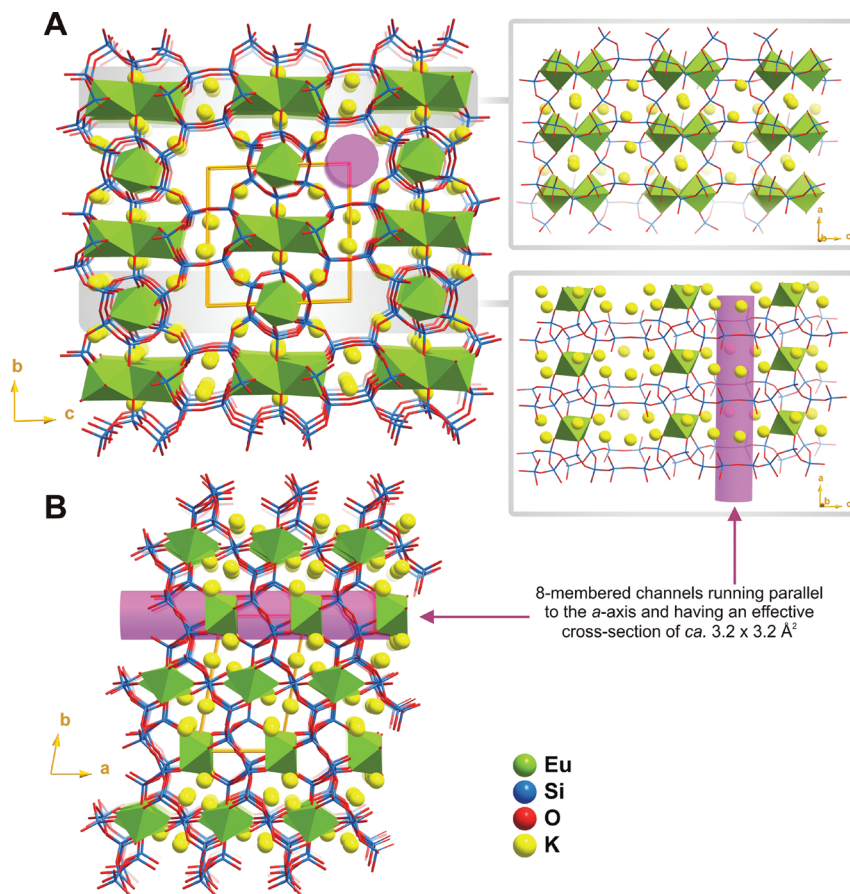 A
a
b
c
b
c
a
b
c
B
8-membered channels running parallel
to the a-axis and having an effective
cross-section of ca. 3.2 x 3.2 Å²
b
a
Eu
Si
O
K